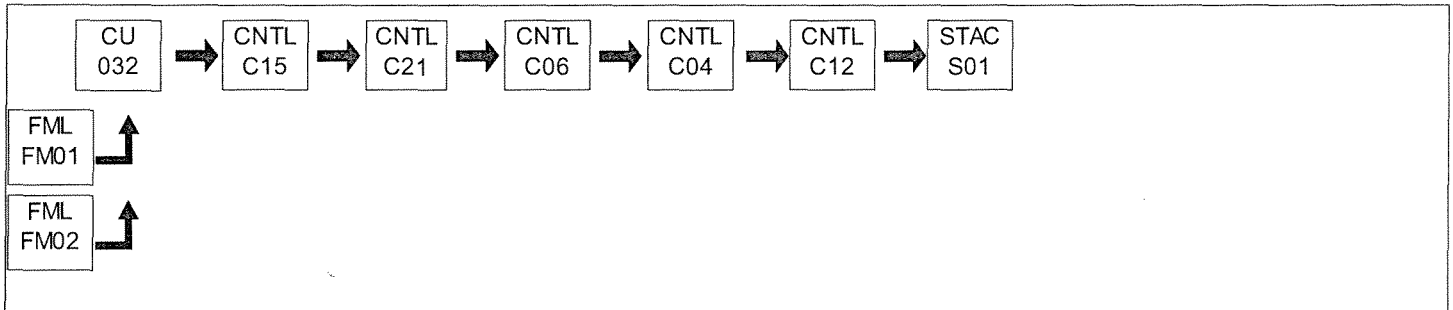 CU
032
CNTL
C15
CNTL
C21
CNTL
C06
CNTL
C04
CNTL
C12
STAC
S01
FML
FM01
FML
FM02